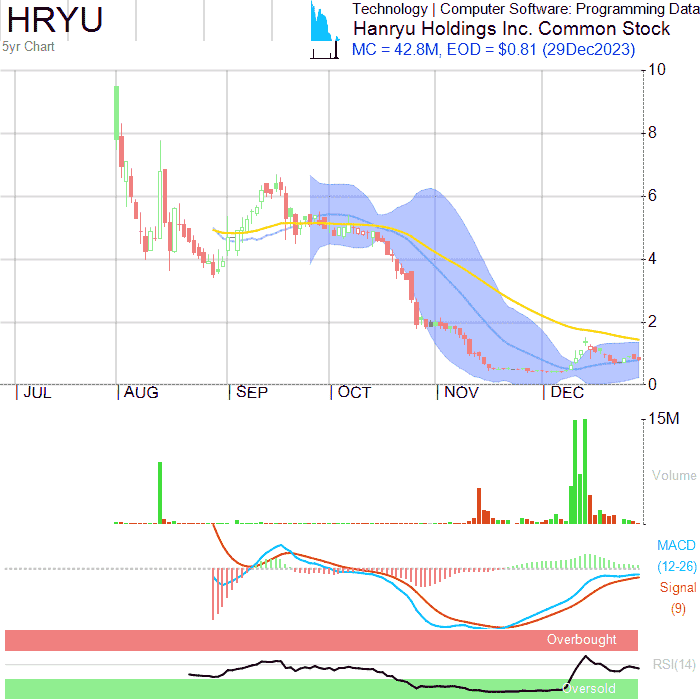 HRYU
5yr Chart
Technology | Computer Software: Programming Data
Hanryu Holdings Inc. Common Stock
MC = 42.8M, EOD = $0.81 (29Dec2023)
10
8
6
4
2
0
JUL AUG SEP OCT NOV DEC
15M
Volume
MACD
(12-26)
Signal
(9)
Overbought
RSI(14)
Oversold